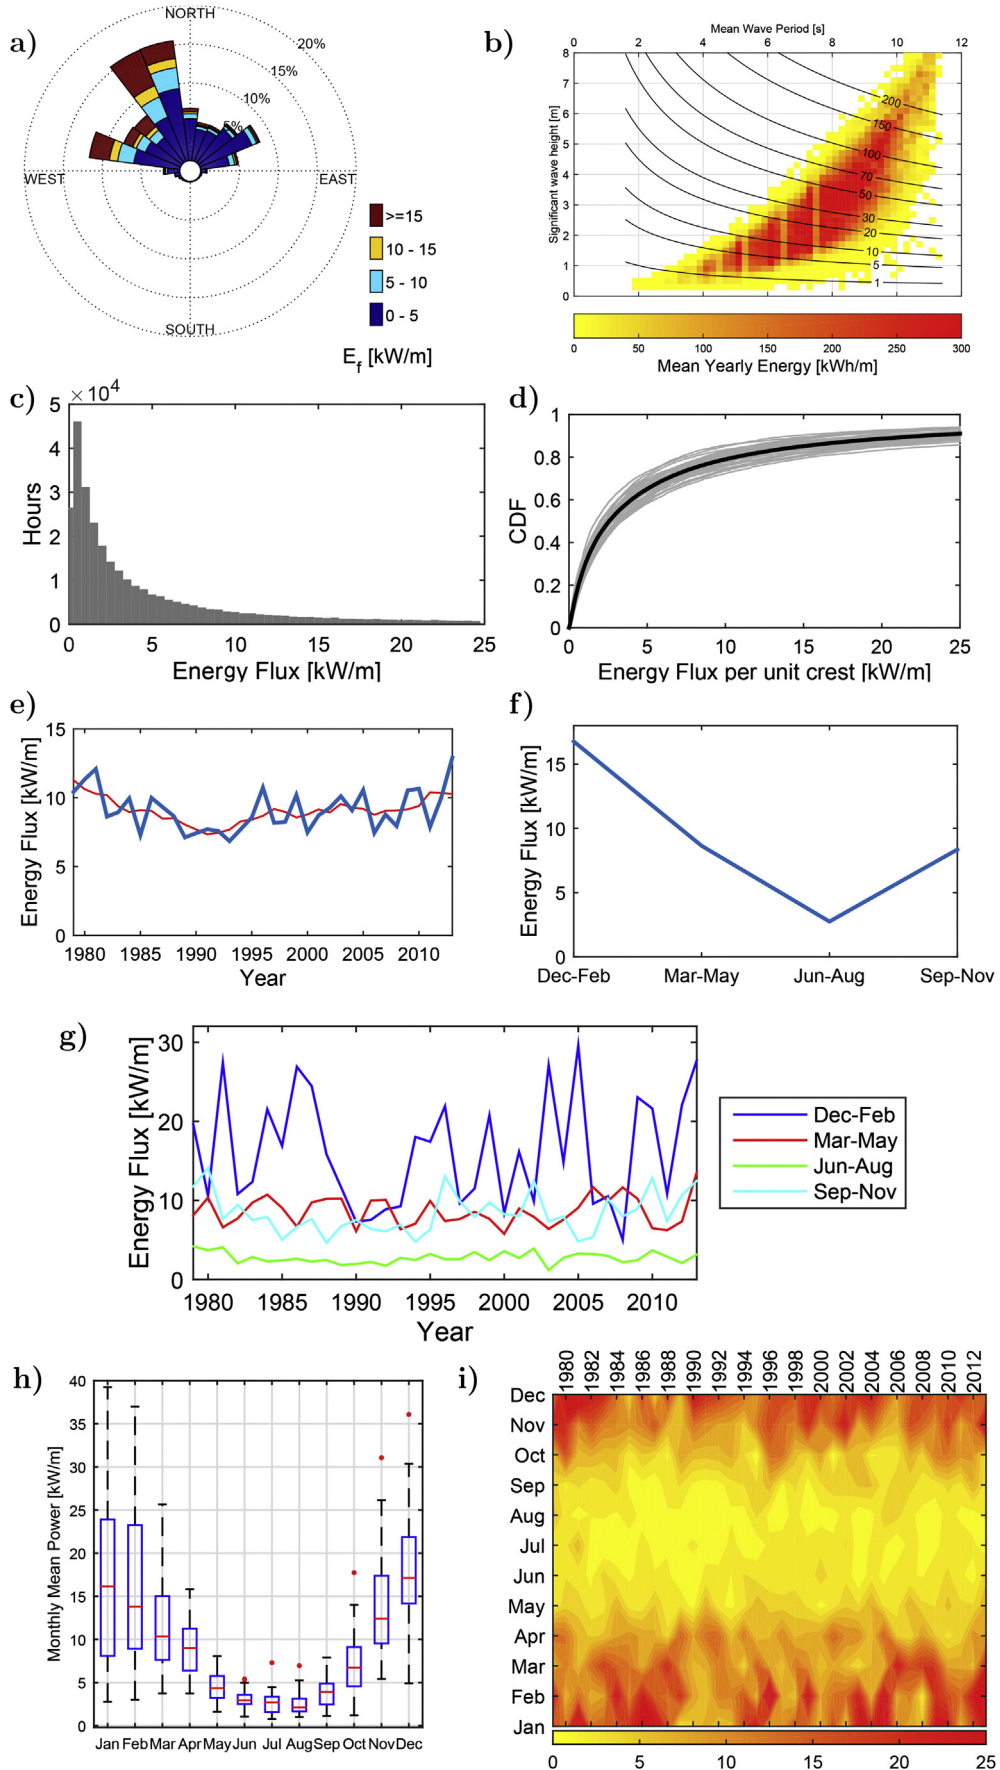 a)
NORTH
20%
15%
10%
5%
WEST
EAST
SOUTH
>=15
10 - 15
5 - 10
0 - 5
E_f [kW/m]
b)
Mean Wave Period [s]
0 2 4 6 8 10 12
Significant wave height [m]
8
7
6
5
4
3
2
1
0
200
150
100
70
50
30
20
10
5
1
0 50 100 150 200 250 300
Mean Yearly Energy [kWh/m]
c)
× 10^4
Hours
5
4
3
2
1
0
0 5 10 15 20 25
Energy Flux [kW/m]
d)
CDF
1
0.8
0.6
0.4
0.2
0
0 5 10 15 20 25
Energy Flux per unit crest [kW/m]
e)
Energy Flux [kW/m]
15
10
5
0
1980 1985 1990 1995 2000 2005 2010
Year
f)
Energy Flux [kW/m]
15
10
5
0
Dec-Feb Mar-May Jun-Aug Sep-Nov
g)
Energy Flux [kW/m]
30
20
10
0
1980 1985 1990 1995 2000 2005 2010
Year
Dec-Feb
Mar-May
Jun-Aug
Sep-Nov
h)
Monthly Mean Power [kW/m]
40
35
30
25
20
15
10
5
0
Jan Feb Mar Apr May Jun Jul Aug Sep Oct Nov Dec
i)
1980 1982 1984 1986 1988 1990 1992 1994 1996 1998 2000 2002 2004 2006 2008 2010 2012
Dec
Nov
Oct
Sep
Aug
Jul
Jun
May
Apr
Mar
Feb
Jan
0 5 10 15 20 25